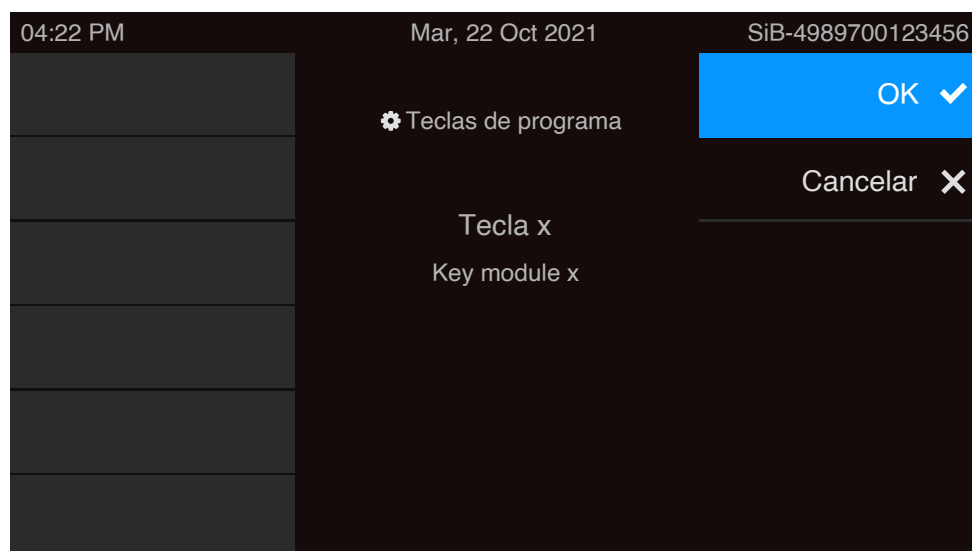 04:22 PM Mar, 22 Oct 2021 SiB-4989700123456
OK
Teclas de programa
Cancelar
Tecla x
Key module x